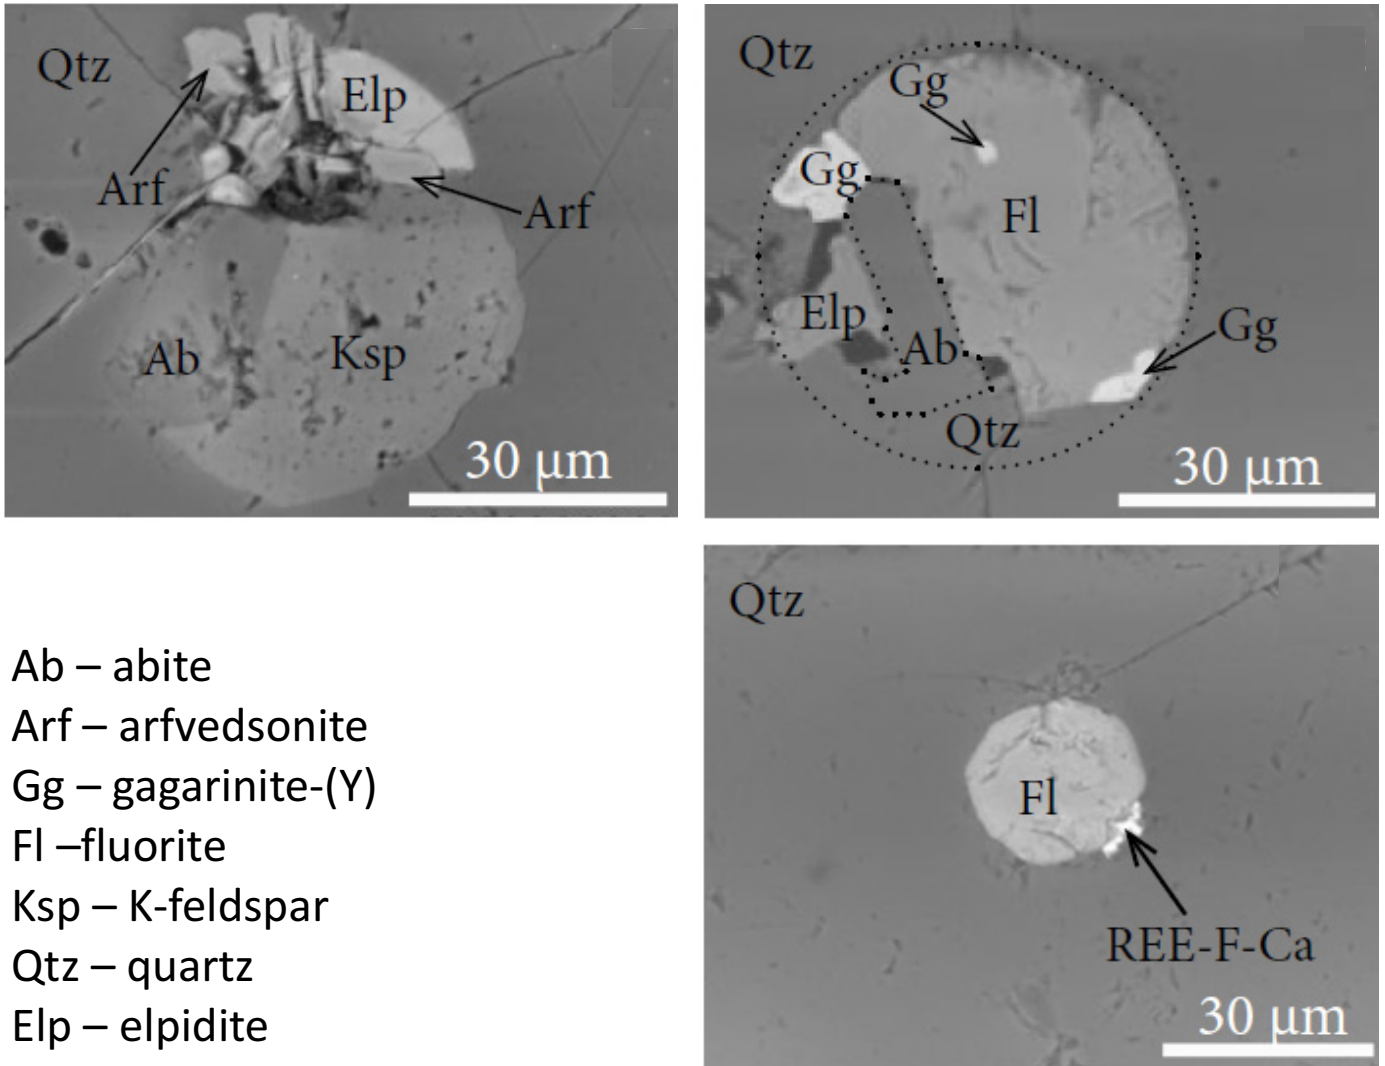 Qtz
Elp
Arf
Arf
Ab
Ksp
30 µm
Qtz
Gg
Gg
Fl
Elp
Ab
Gg
Qtz
30 µm
Qtz
Fl
REE-F-Ca
30 µm
Ab – abite
Arf – arfvedsonite
Gg – gagarinite-(Y)
Fl –fluorite
Ksp – K-feldspar
Qtz – quartz
Elp – elpidite